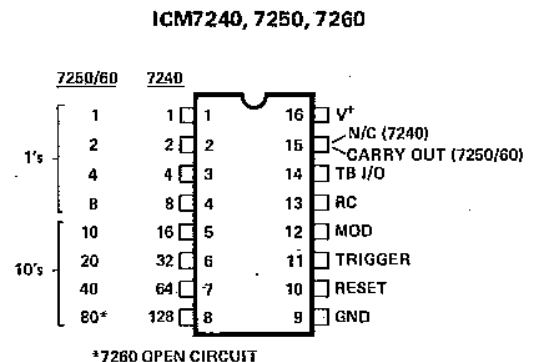 ICM7240, 7250, 7260
7250/60 7240
1 1 1 16 V+
2 2 2 15 N/C (7240)
CARRY OUT (7250/60)
1's
4 4 3 14 TB I/O
8 8 4 13 RC
10 16 5 12 MOD
20 32 6 11 TRIGGER
10's
40 64 7 10 RESET
80* 128 8 9 GND
*7260 OPEN CIRCUIT